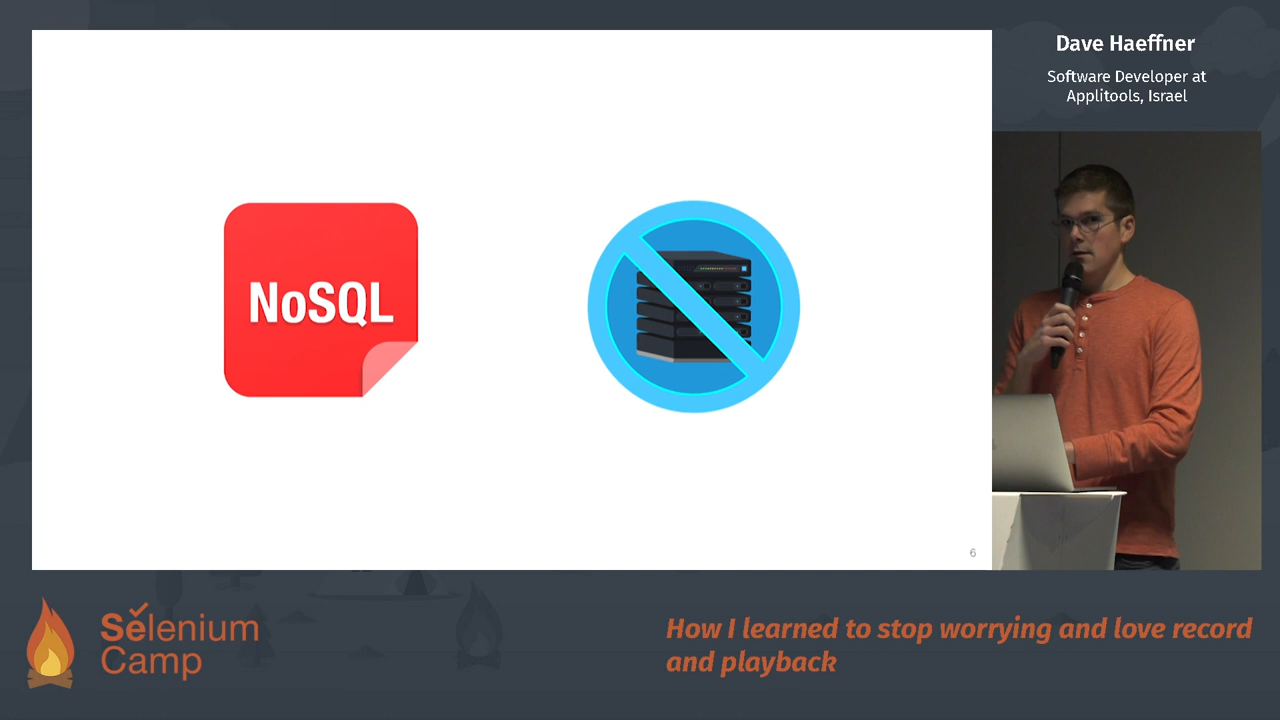 Dave Haeffner
Software Developer at
Applitools, Israel
NoSQL
6
Selenium
Camp
How I learned to stop worrying and love record
and playback